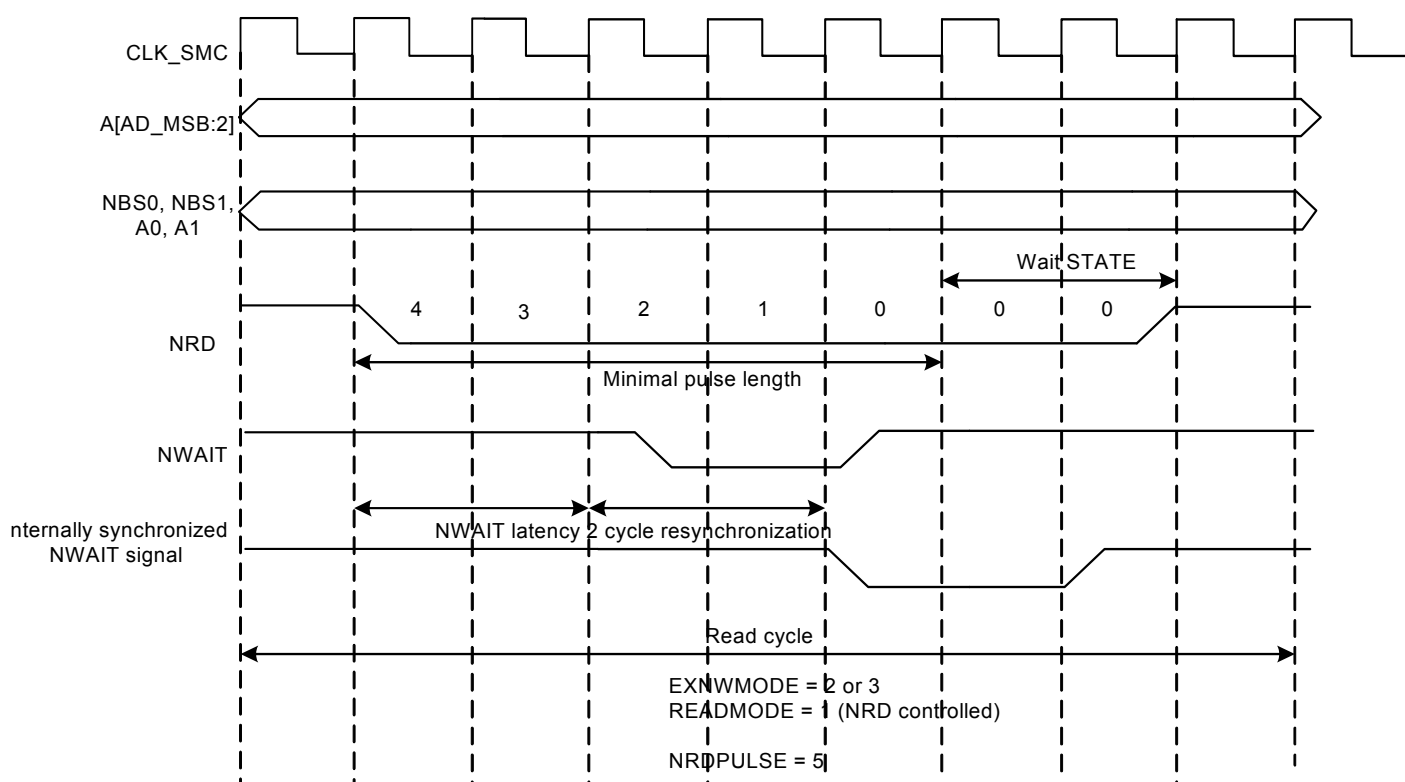 CLK_SMC
A[AD_MSB:2]
NBS0, NBS1,
A0, A1
Wait STATE
4 3 2 1 0 0 0
NRD
Minimal pulse length
NWAIT
NWAIT latency 2 cycle resynchronization
nternally synchronized
NWAIT signal
Read cycle
EXNWMODE = 2 or 3
READMODE = 1 (NRD controlled)
NRDPULSE = 5